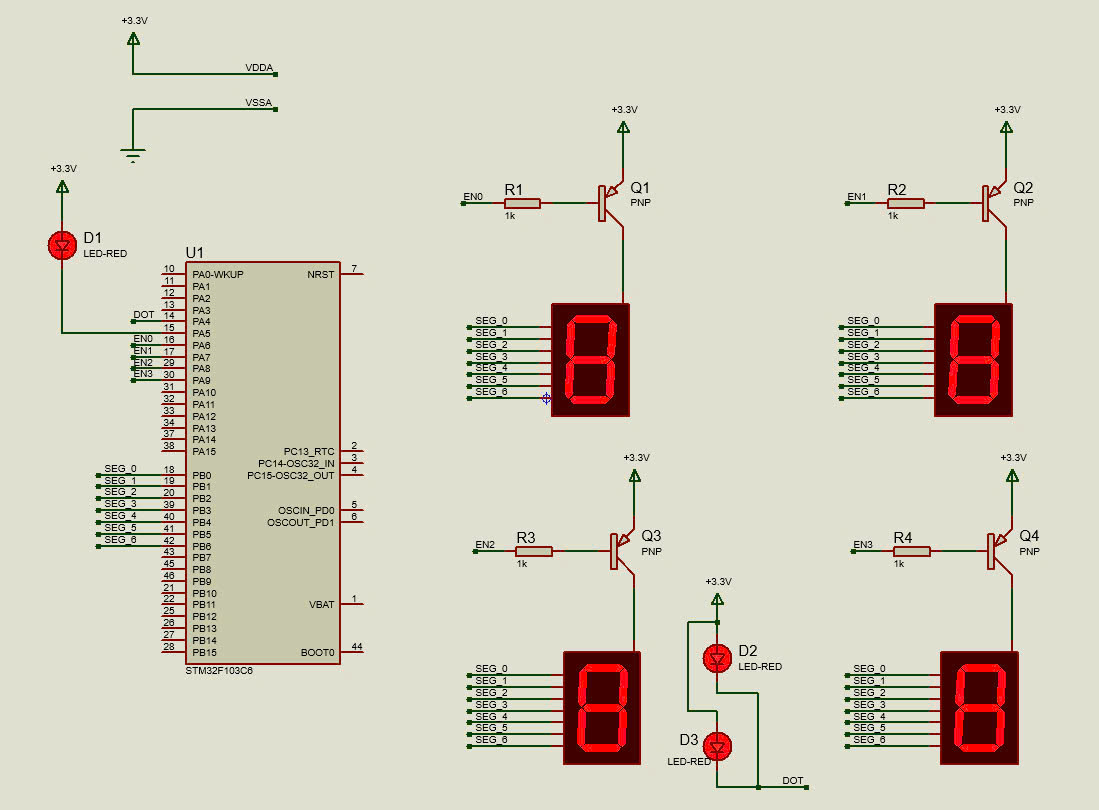 +3.3V
VDDA
VSSA
+3.3V
D1
LED-RED
U1
10 PA0-WKUP NRST 7
11 PA1
12 PA2
13 PA3
DOT 14 PA4
15 PA5
EN0 16 PA6
EN1 17 PA7
EN2 29 PA8
EN3 30 PA9
31 PA10
32 PA11
33 PA12
34 PA13
37 PA14
38 PA15 PC13_RTC 2
PC14-OSC32_IN 3
SEG_0 18 PB0 PC15-OSC32_OUT 4
SEG_1 19 PB1
SEG_2 20 PB2
SEG_3 39 PB3 OSCIN_PD0 5
SEG_4 40 PB4 OSCOUT_PD1 6
SEG_5 41 PB5
SEG_6 42 PB6
43 PB7
45 PB8
46 PB9
21 PB10
22 PB11 VBAT 1
25 PB12
26 PB13
27 PB14
28 PB15 BOOT0 44
STM32F103C6
+3.3V
EN0 R1 Q1
1k PNP
SEG_0
SEG_1
SEG_2
SEG_3
SEG_4
SEG_5
SEG_6
8
+3.3V
EN1 R2 Q2
1k PNP
SEG_0
SEG_1
SEG_2
SEG_3
SEG_4
SEG_5
SEG_6
8
+3.3V
EN2 R3 Q3
1k PNP
SEG_0
SEG_1
SEG_2
SEG_3
SEG_4
SEG_5
SEG_6
8
+3.3V
D2
LED-RED
D3
LED-RED
DOT
+3.3V
EN3 R4 Q4
1k PNP
SEG_0
SEG_1
SEG_2
SEG_3
SEG_4
SEG_5
SEG_6
8